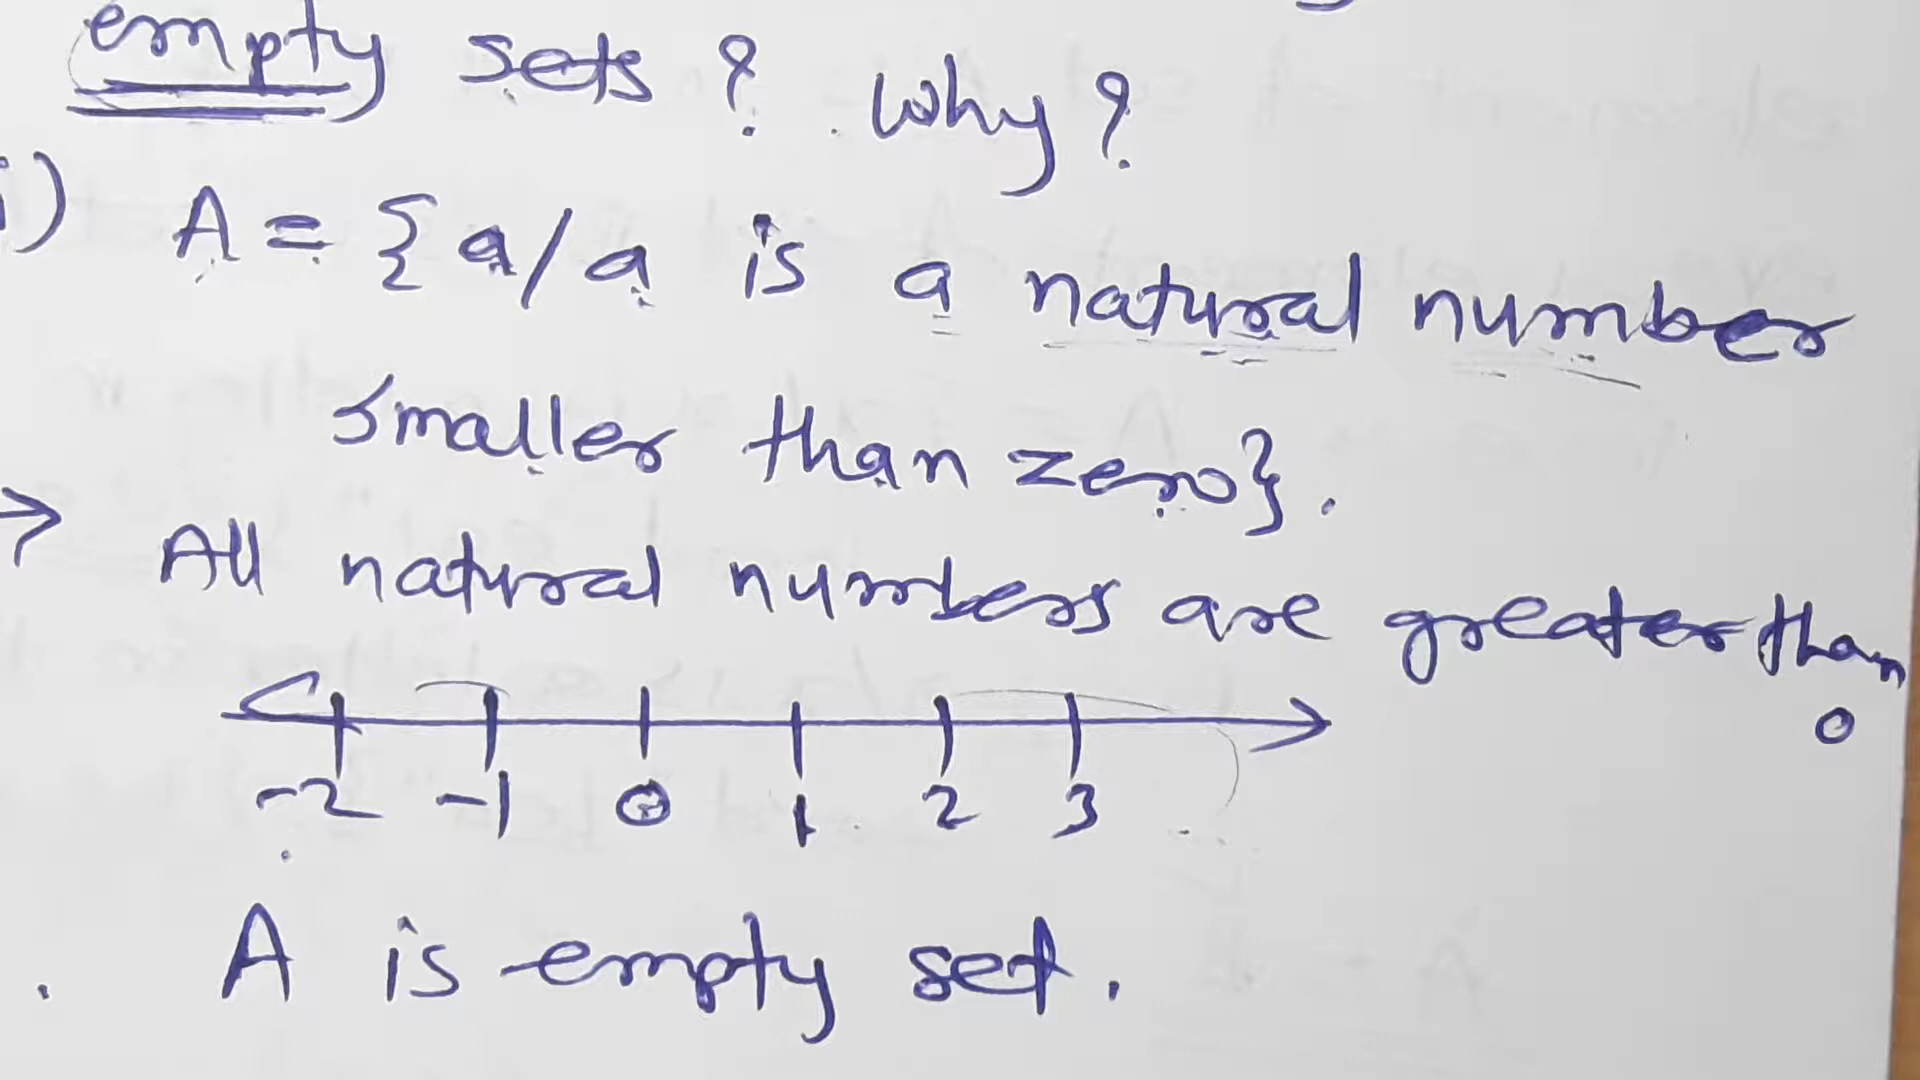 empty sets? Why?
i) A = {a/a is a natural number
smaller than zero}.
→ All natural numbers are greater than
0
-2 -1 0 1 2 3
A is empty set.